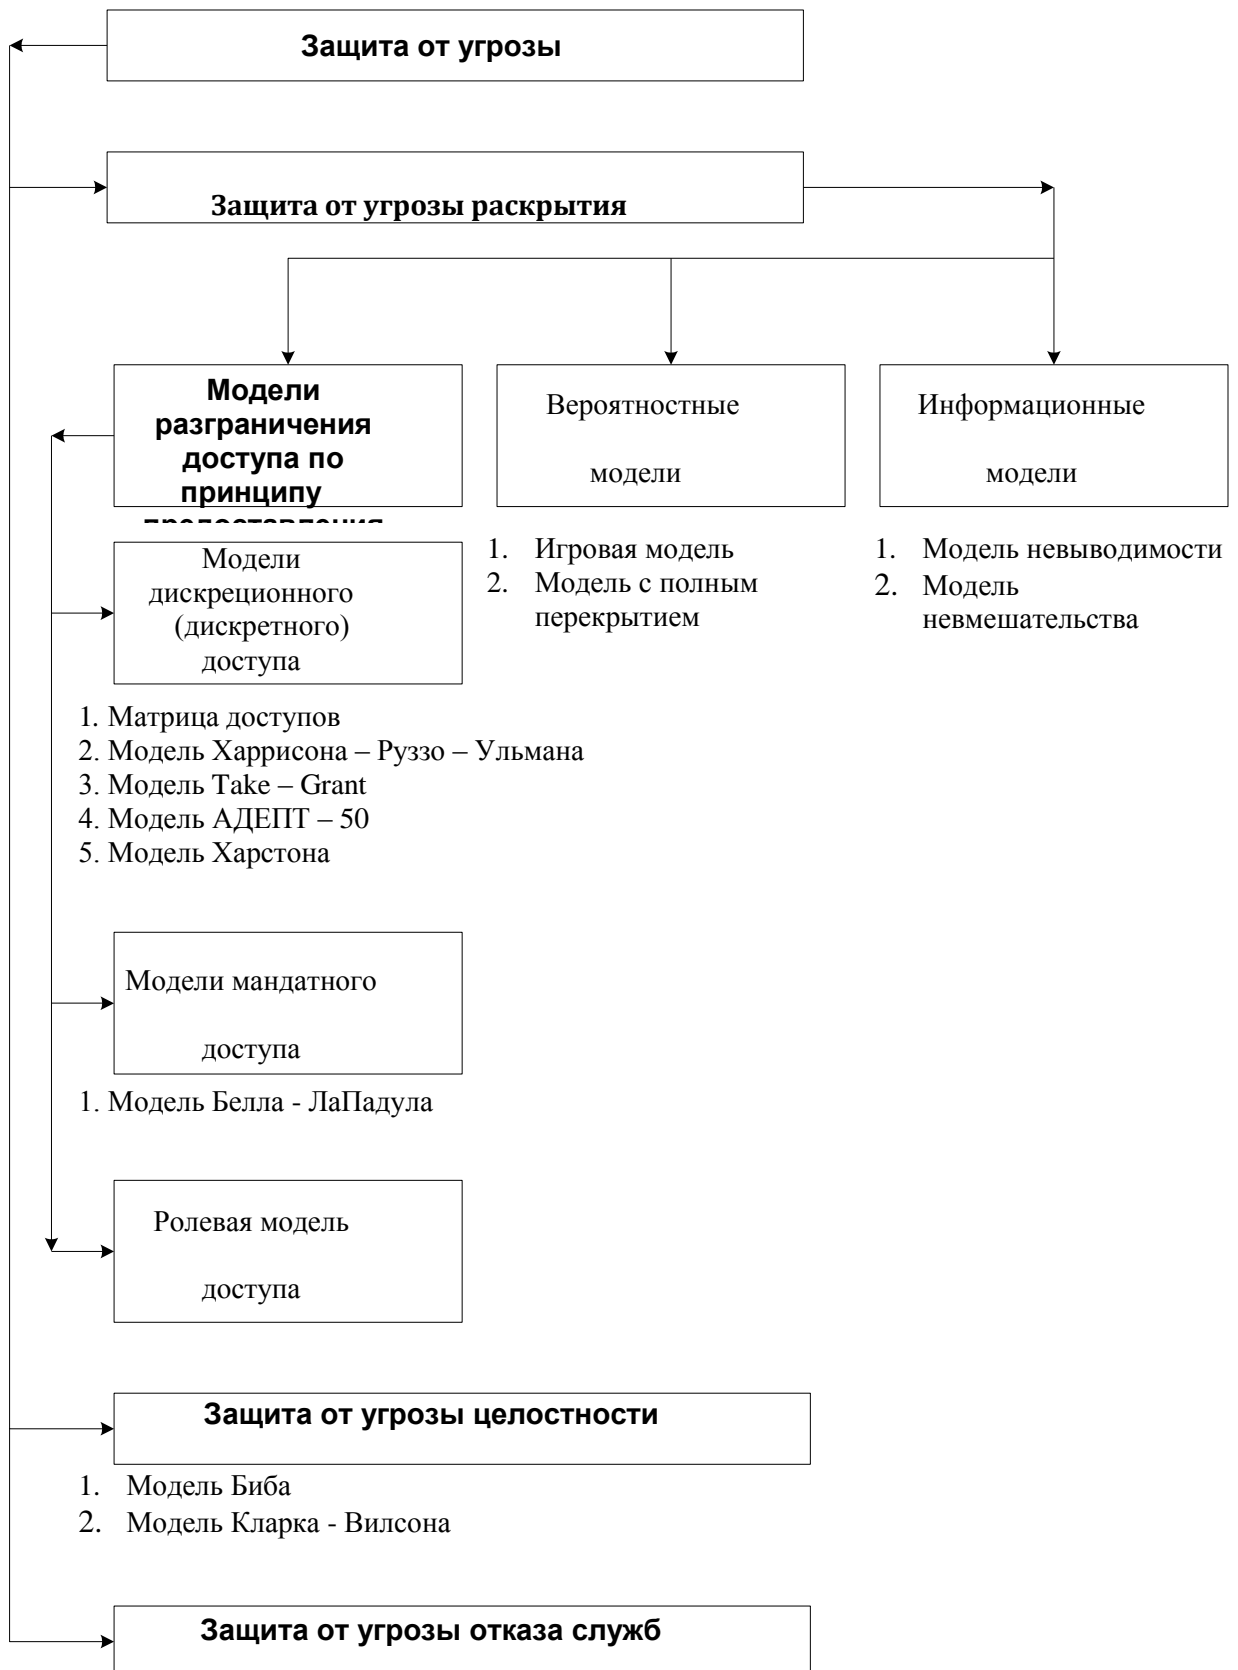 Защита от угрозы
Защита от угрозы раскрытия
Модели
разграничения
доступа по
принципу
предоставления
Вероятностные
модели
Информационные
модели
1. Игровая модель
2. Модель с полным
перекрытием
1. Модель невыводимости
2. Модель
невмешательства
Модели
дискреционного
(дискретного)
доступа
1. Матрица доступов
2. Модель Харрисона – Руззо – Ульмана
3. Модель Take – Grant
4. Модель АДЕПТ – 50
5. Модель Харстона
Модели мандатного
доступа
1. Модель Белла - ЛаПадула
Ролевая модель
доступа
Защита от угрозы целостности
1. Модель Биба
2. Модель Кларка - Вилсона
Защита от угрозы отказа служб